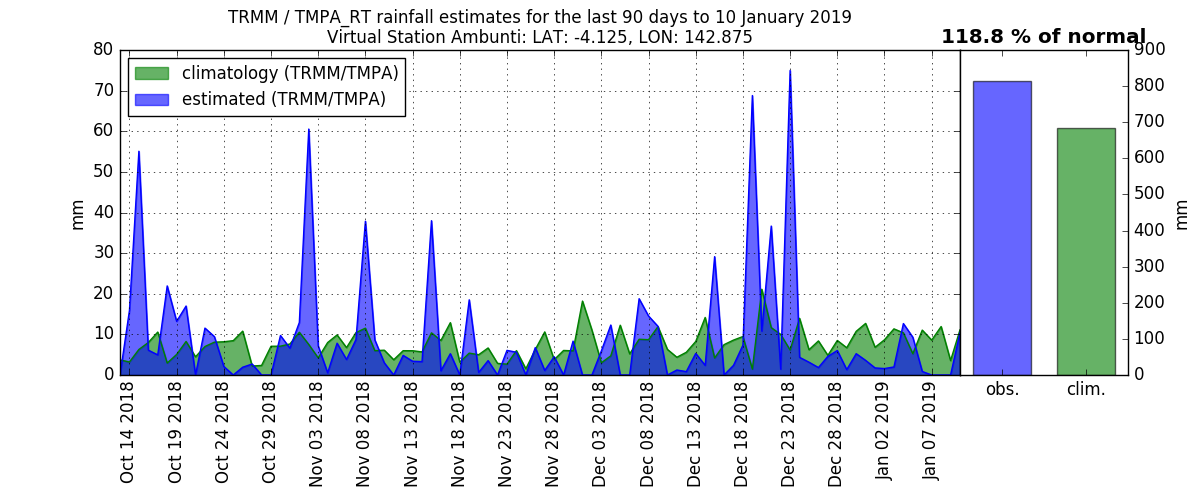 TRMM / TMPA_RT rainfall estimates for the last 90 days to 10 January 2019
Virtual Station Ambunti: LAT: -4.125, LON: 142.875
118.8 % of normal
climatology (TRMM/TMPA)
estimated (TRMM/TMPA)
mm
80
70
60
50
40
30
20
10
0
Oct 14 2018
Oct 19 2018
Oct 24 2018
Oct 29 2018
Nov 03 2018
Nov 08 2018
Nov 13 2018
Nov 18 2018
Nov 23 2018
Nov 28 2018
Dec 03 2018
Dec 08 2018
Dec 13 2018
Dec 18 2018
Dec 23 2018
Dec 28 2018
Jan 02 2019
Jan 07 2019
900
800
700
600
500
400
300
200
100
0
mm
obs.
clim.